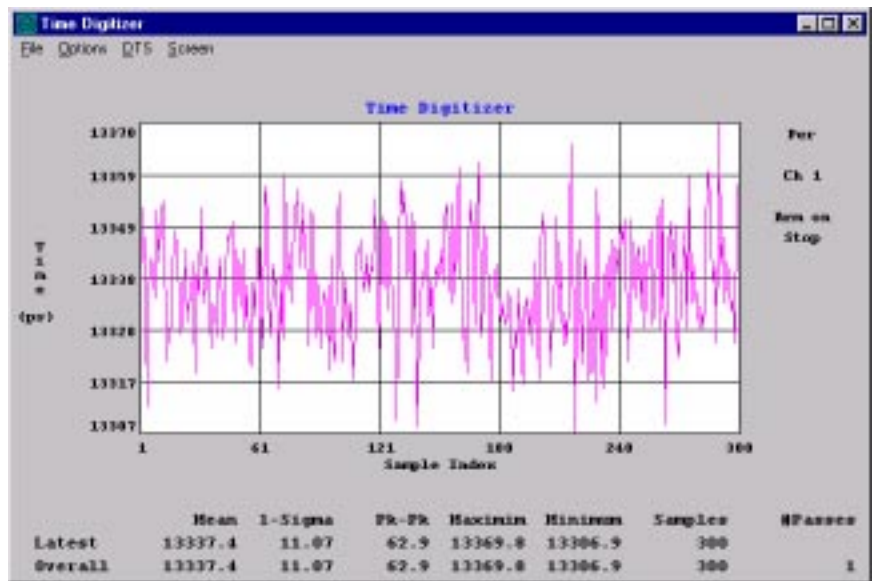 Time Digitizer
File Options DTS Screen
Time Digitizer
13370
13359
13349
13338
13328
13317
13307
Time
(ps)
1 61 121 180 240 300
Sample Index
Per
Ch 1
Rem on
Stop
Mean 1-Sigma Pk-Pk Maximim Minimum Samples #Passes
Latest 13337.4 11.07 62.9 13369.8 13306.9 300
Overall 13337.4 11.07 62.9 13369.8 13306.9 300 1